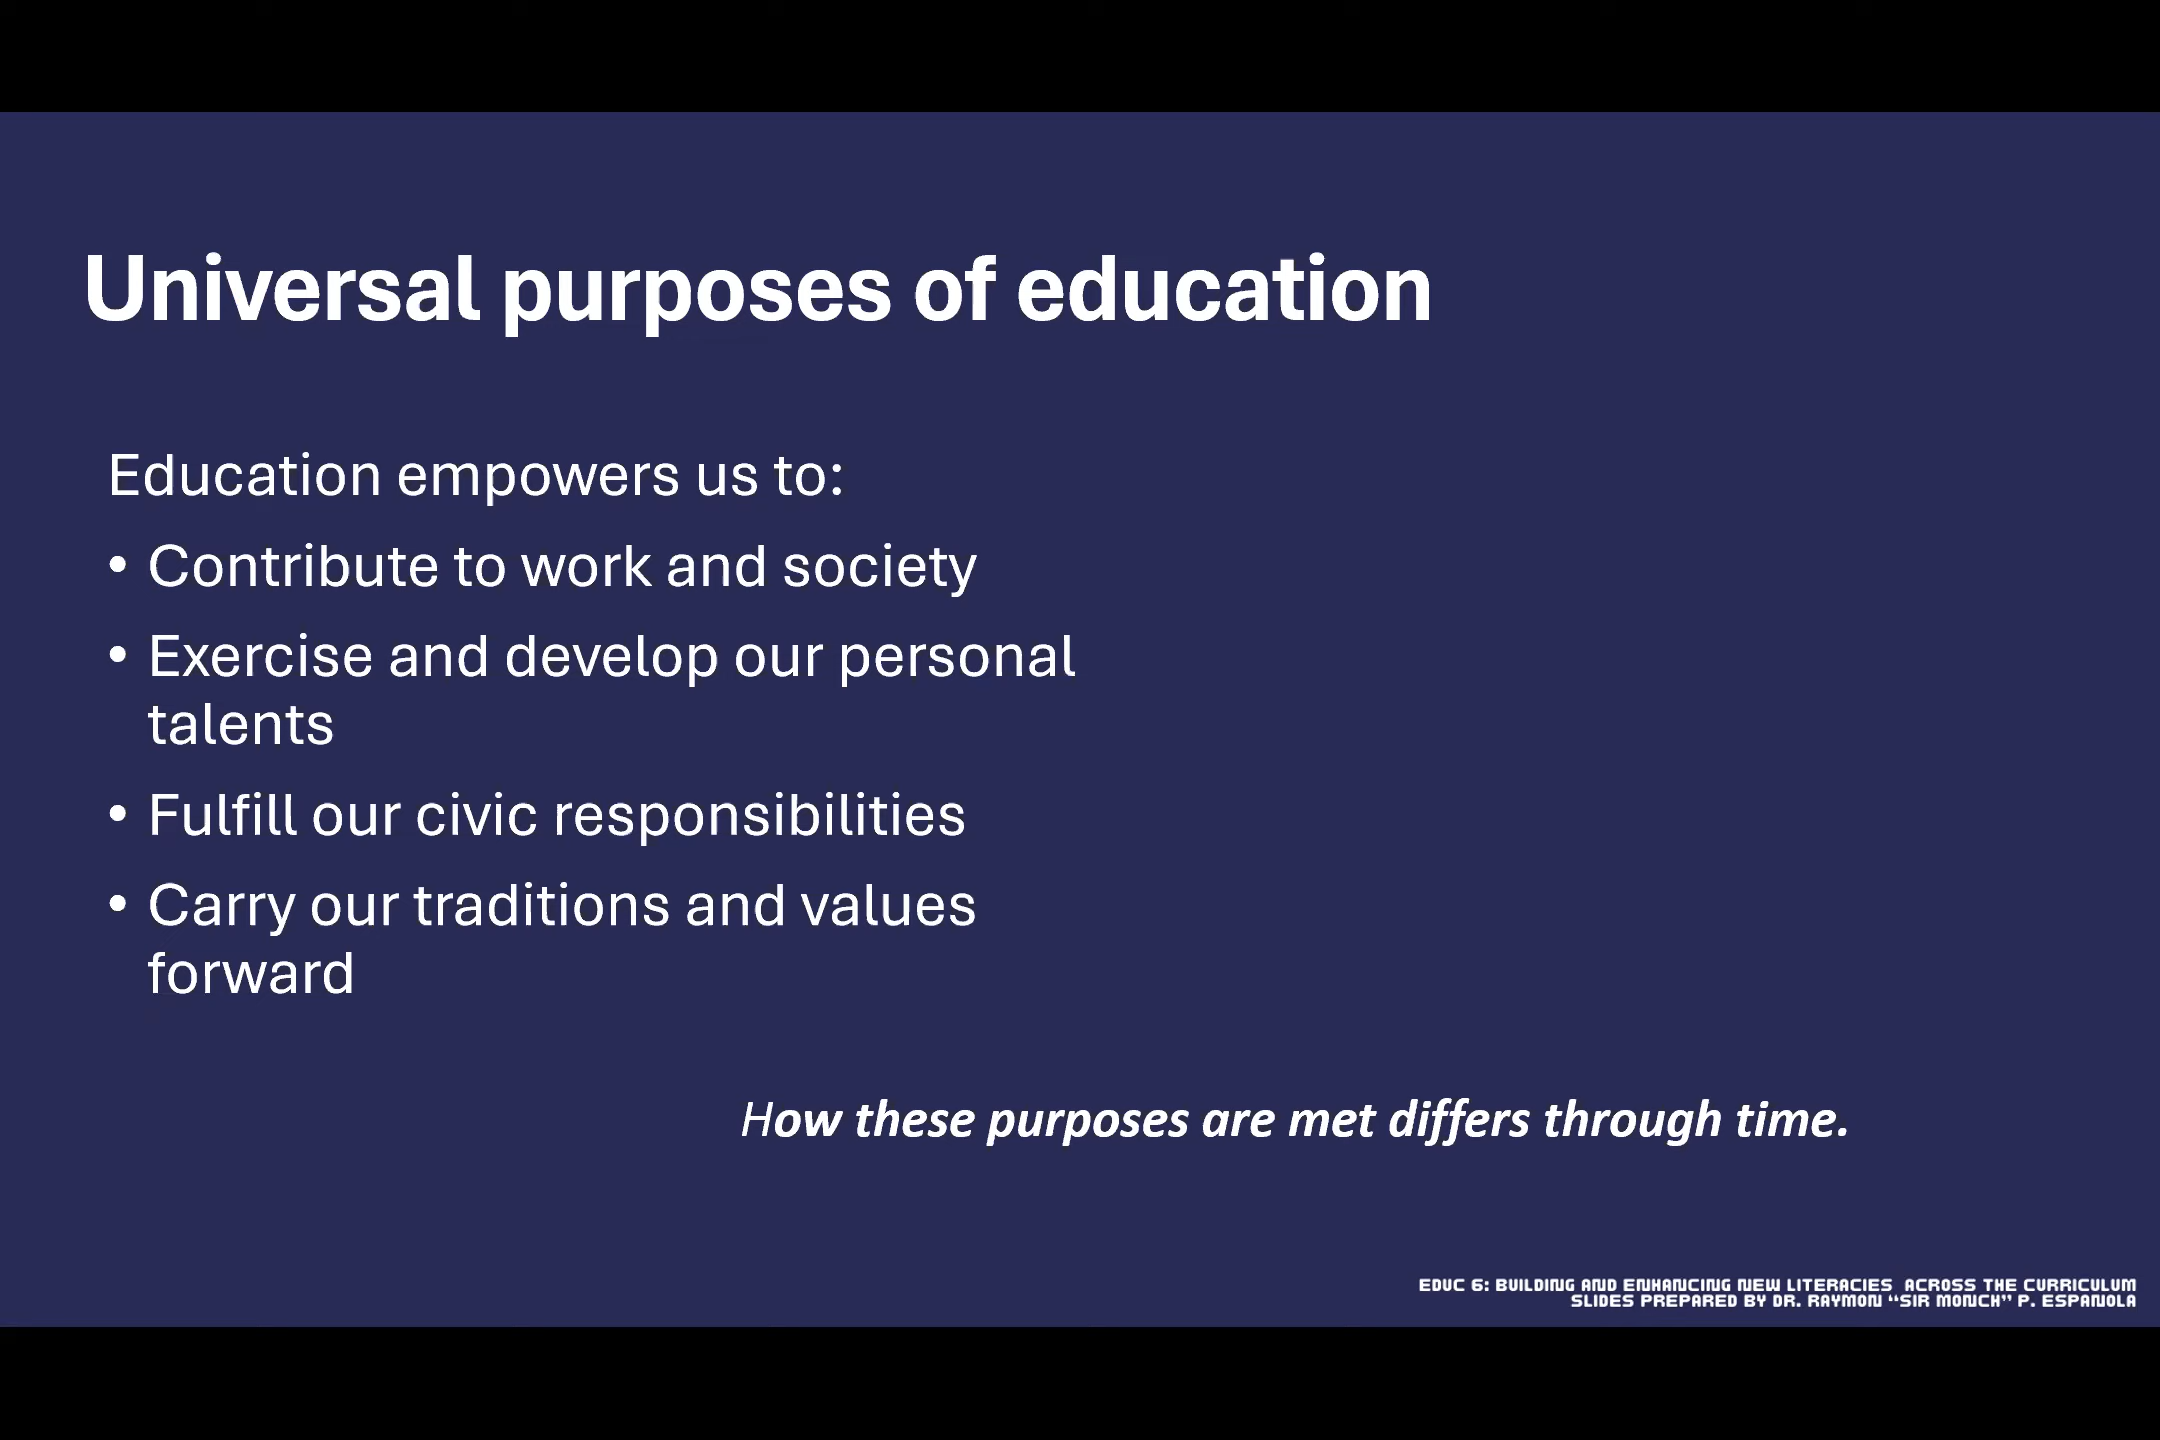 Universal purposes of education
Education empowers us to:
• Contribute to work and society
• Exercise and develop our personal
talents
• Fulfill our civic responsibilities
• Carry our traditions and values
forward
How these purposes are met differs through time.
EDUC 6: BUILDING AND ENHANCING NEW LITERACIES ACROSS THE CURRICULUM
SLIDES PREPARED BY DR. RAYMON “SIR MONCH” P. ESPANOLA